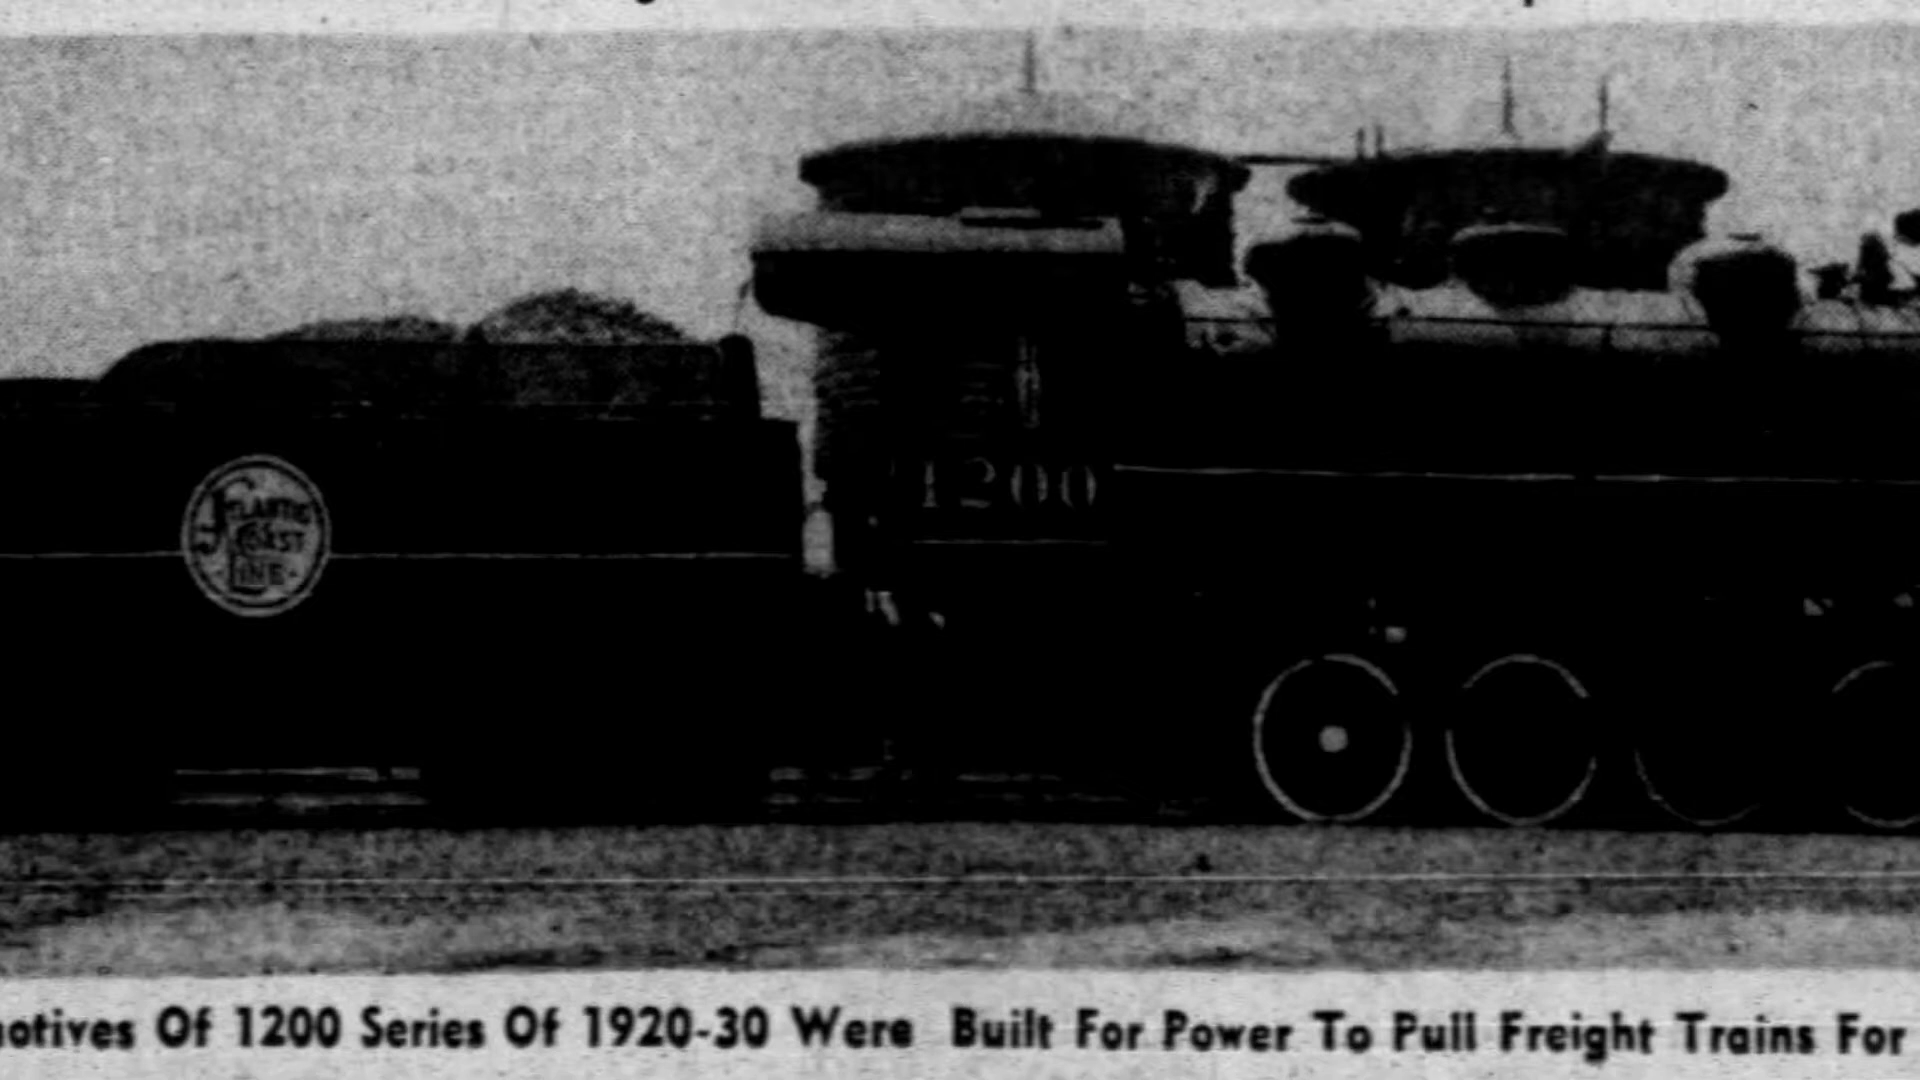 ATLANTIC
COAST
LINE
1200
otives Of 1200 Series Of 1920-30 Were Built For Power To Pull Freight Trains For